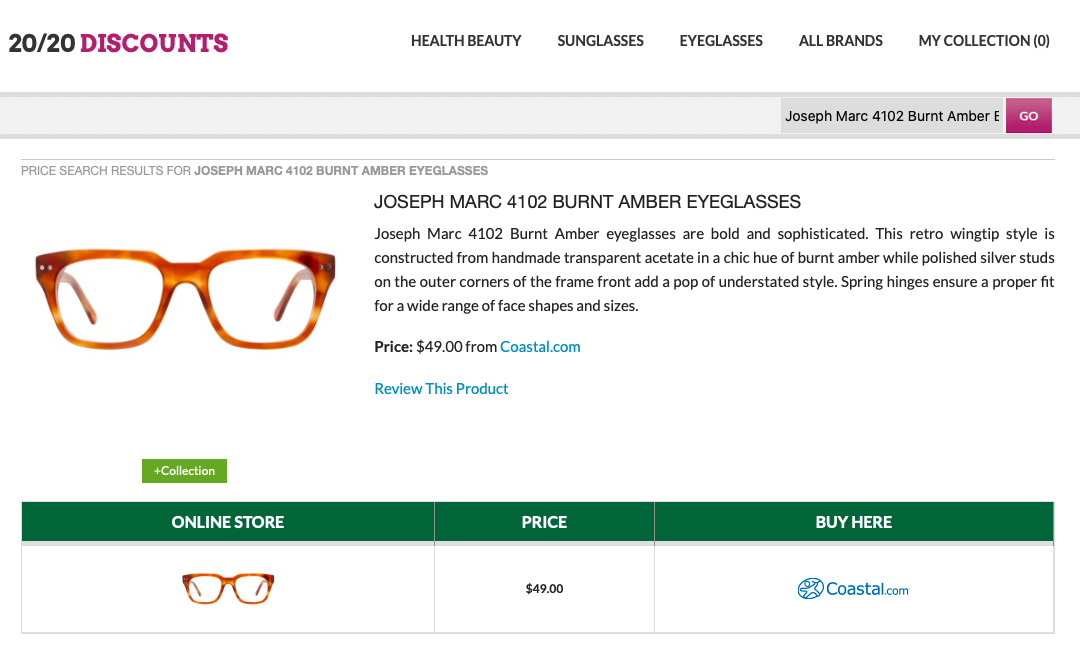 20/20 DISCOUNTS
HEALTH BEAUTY SUNGLASSES EYEGLASSES ALL BRANDS MY COLLECTION (0)
Joseph Marc 4102 Burnt Amber E GO
PRICE SEARCH RESULTS FOR JOSEPH MARC 4102 BURNT AMBER EYEGLASSES
JOSEPH MARC 4102 BURNT AMBER EYEGLASSES
Joseph Marc 4102 Burnt Amber eyeglasses are bold and sophisticated. This retro wingtip style is
constructed from handmade transparent acetate in a chic hue of burnt amber while polished silver studs
on the outer corners of the frame front add a pop of understated style. Spring hinges ensure a proper fit
for a wide range of face shapes and sizes.
Price: $49.00 from Coastal.com
Review This Product
+Collection
ONLINE STORE PRICE BUY HERE
$49.00 Coastal.com